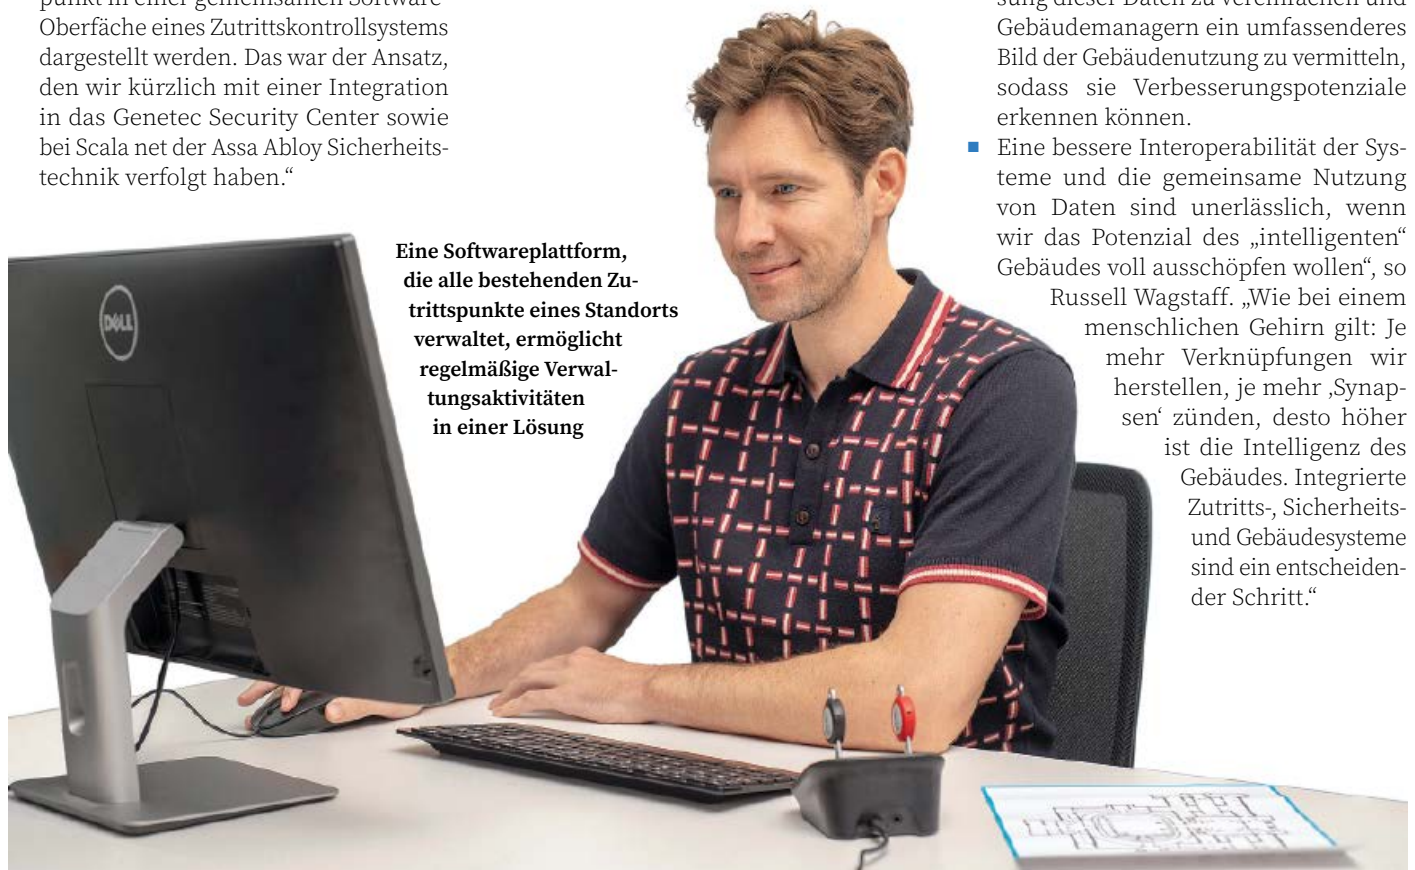 punkt in einer gemeinsamen Software-
Oberfäche eines Zutrittskontrollsystems
dargestellt werden. Das war der Ansatz,
den wir kürzlich mit einer Integration
in das Genetec Security Center sowie
bei Scala net der Assa Abloy Sicherheits-
technik verfolgt haben.“
Eine Softwareplattform,
die alle bestehenden Zu-
trittspunkte eines Standorts
verwaltet, ermöglicht
regelmäßige Verwal-
tungsaktivitäten
in einer Lösung
DELL
sung dieser Daten zu vereinfachen und
Gebäudemanagern ein umfassenderes
Bild der Gebäudenutzung zu vermitteln,
sodass sie Verbesserungspotenziale
erkennen können.
■ Eine bessere Interoperabilität der Sys-
teme und die gemeinsame Nutzung
von Daten sind unerlässlich, wenn
wir das Potenzial des „intelligenten“
Gebäudes voll ausschöpfen wollen“, so
Russell Wagstaff. „Wie bei einem
menschlichen Gehirn gilt: Je
mehr Verknüpfungen wir
herstellen, je mehr ‚Synap-
sen‘ zünden, desto höher
ist die Intelligenz des
Gebäudes. Integrierte
Zutritts-, Sicherheits-
und Gebäudesysteme
sind ein entscheiden-
der Schritt.“